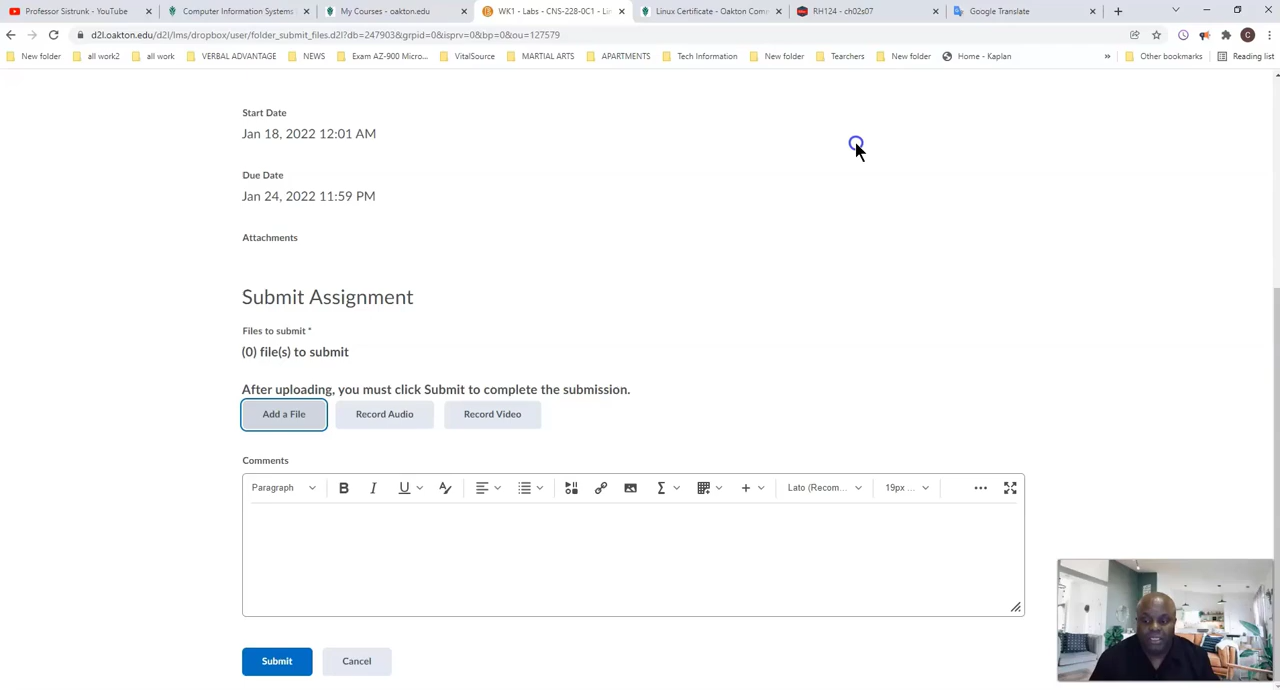 Professor Sistrunk - YouTube
Computer Information Systems
My Courses - oakton.edu
WK1 - Labs - CNS-228-0C1 - Lin
Linux Certificate - Oakton Com
RH124 - ch02s07
Google Translate
d2l.oakton.edu/d2l/lms/dropbox/user/folder_submit_files.d2l?db=247903&grpid=0&isprv=0&bp=0&ou=127579
C
New folder
all work2
all work
VERBAL ADVANTAGE
NEWS
Exam AZ-900 Micro...
VitalSource
MARTIAL ARTS
APARTMENTS
Tech Information
New folder
Tearchers
New folder
Home - Kaplan
»
Other bookmarks
Reading list
Start Date
Jan 18, 2022 12:01 AM
Due Date
Jan 24, 2022 11:59 PM
Attachments
Submit Assignment
Files to submit *
(0) file(s) to submit
After uploading, you must click Submit to complete the submission.
Add a File
Record Audio
Record Video
Comments
Paragraph
B
I
U
Σ
+
Lato (Recom...
19px ...
Submit
Cancel